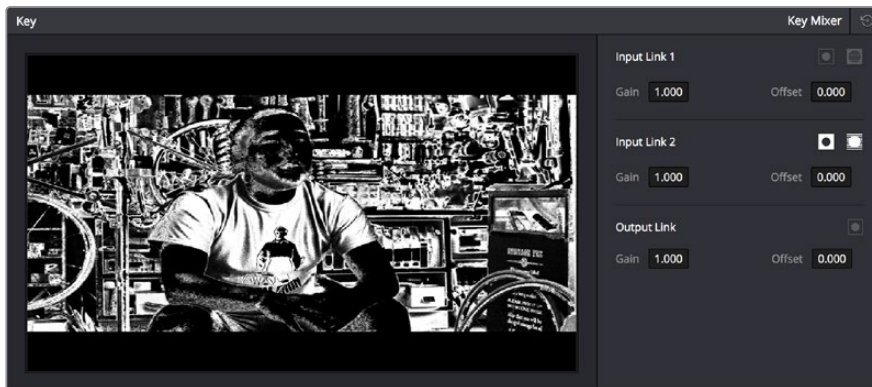 Key
Key Mixer
Input Link 1
Gain 1.000 Offset 0.000
Input Link 2
Gain 1.000 Offset 0.000
Output Link
Gain 1.000 Offset 0.000